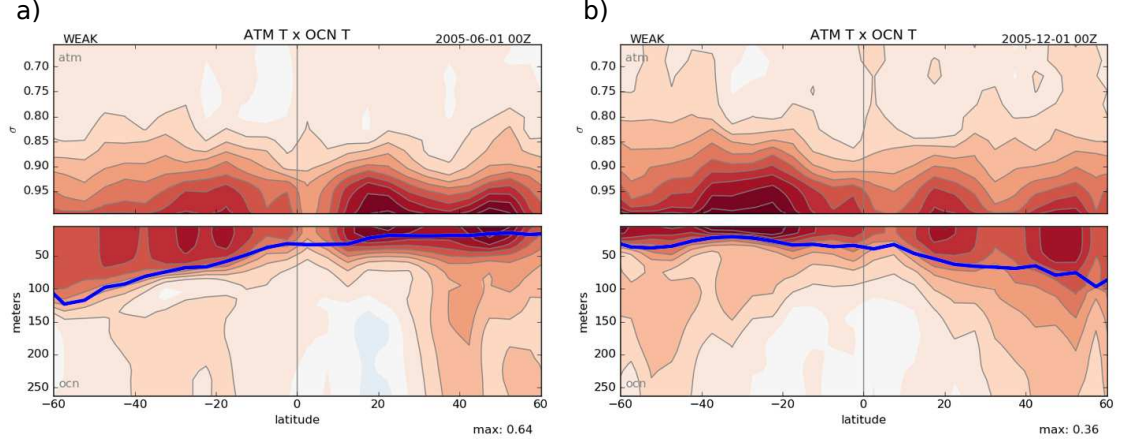 a)
WEAK ATM T x OCN T 2005-06-01 00Z
atm
0.70
0.75
0.80
σ
0.85
0.90
0.95
50
100
meters
150
200
250
ocn
−60 −40 −20 0 20 40 60
latitude
max: 0.64
b)
WEAK ATM T x OCN T 2005-12-01 00Z
atm
0.70
0.75
0.80
σ
0.85
0.90
0.95
50
100
meters
150
200
250
ocn
−60 −40 −20 0 20 40 60
latitude
max: 0.36